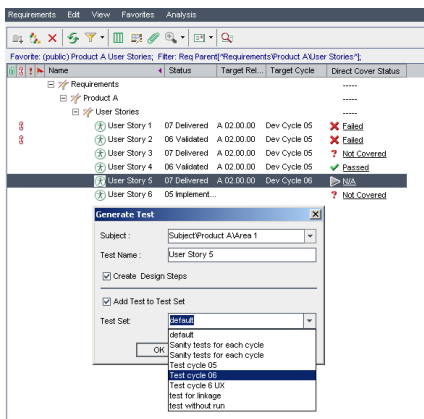 Requirements Edit View Favorites Analysis
Favorite: (public) Product A User Stories; Filter: Req Parent[^Requirements\Product A\User Stories^];
Name Status Target Rel... Target Cycle Direct Cover Status
Requirements -----
Product A -----
User Stories -----
User Story 1 07 Delivered A 02.00.00 Dev Cycle 05 Failed
User Story 2 06 Validated A 02.00.00 Dev Cycle 05 Failed
User Story 3 07 Delivered A 02.00.00 Dev Cycle 05 ? Not Covered
User Story 4 06 Validated A 02.00.00 Dev Cycle 05 Passed
User Story 5 07 Delivered A 02.00.00 Dev Cycle 06 N/A
User Story 6 05 Implement... ? Not Covered
Generate Test
Subject : Subject\Product A\Area 1
Test Name : User Story 5
Create Design Steps
Add Test to Test Set
Test Set: default
default
Sanity tests for each cycle
Sanity tests for each cycle
Test cycle 05
Test cycle 06
Test cycle 6 UX
test for linkage
test without run
OK